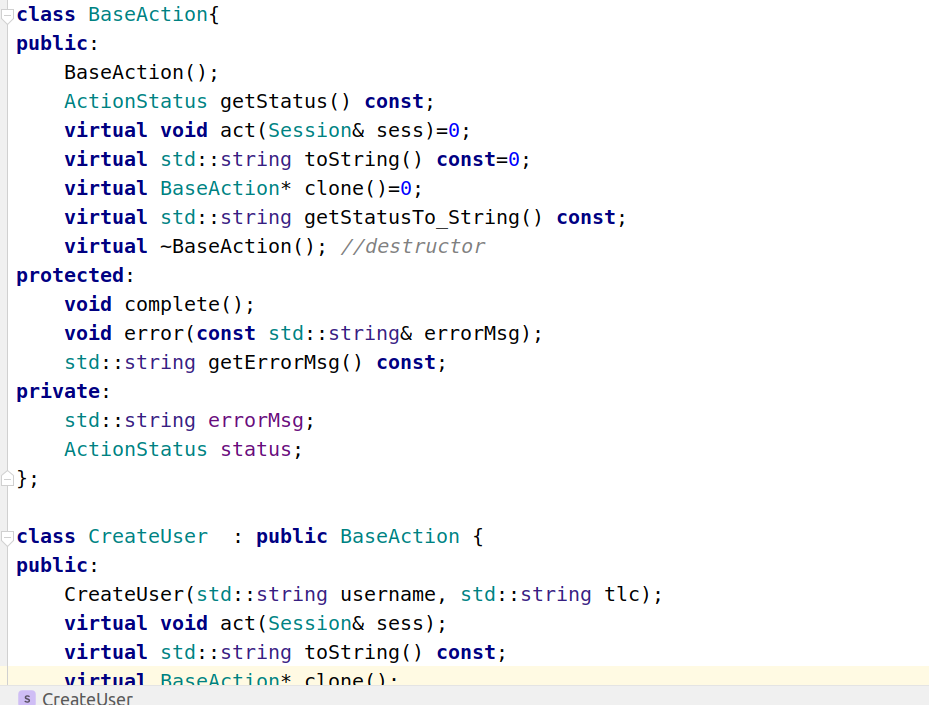 class BaseAction{
public:
    BaseAction();
    ActionStatus getStatus() const;
    virtual void act(Session& sess)=0;
    virtual std::string toString() const=0;
    virtual BaseAction* clone()=0;
    virtual std::string getStatusTo_String() const;
    virtual ~BaseAction(); //destructor
protected:
    void complete();
    void error(const std::string& errorMsg);
    std::string getErrorMsg() const;
private:
    std::string errorMsg;
    ActionStatus status;
};
class CreateUser  : public BaseAction {
public:
    CreateUser(std::string username, std::string tlc);
    virtual void act(Session& sess);
    virtual std::string toString() const;
    virtual BaseAction* clone();
S CreateUser